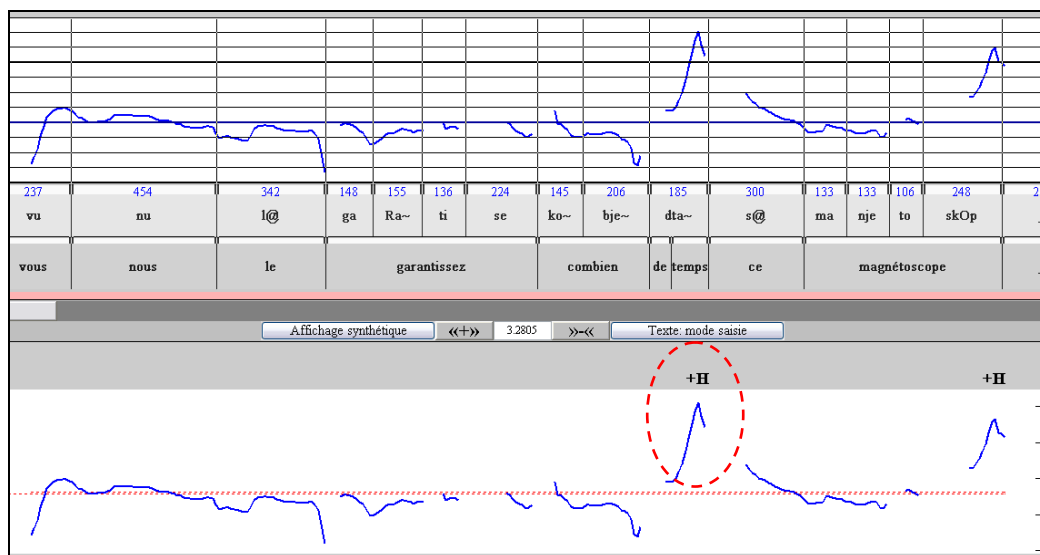 237 454 342 148 155 136 224 145 206 185 300 133 133 106 248 2
vu nu l@ ga Ra~ ti se ko~ bje~ dta~ s@ ma nje to skOp _
vous nous le garantissez combien de temps ce magnétoscope _
Affichage synthétique «+» 3.2805 »-« Texte: mode saisie
+H +H